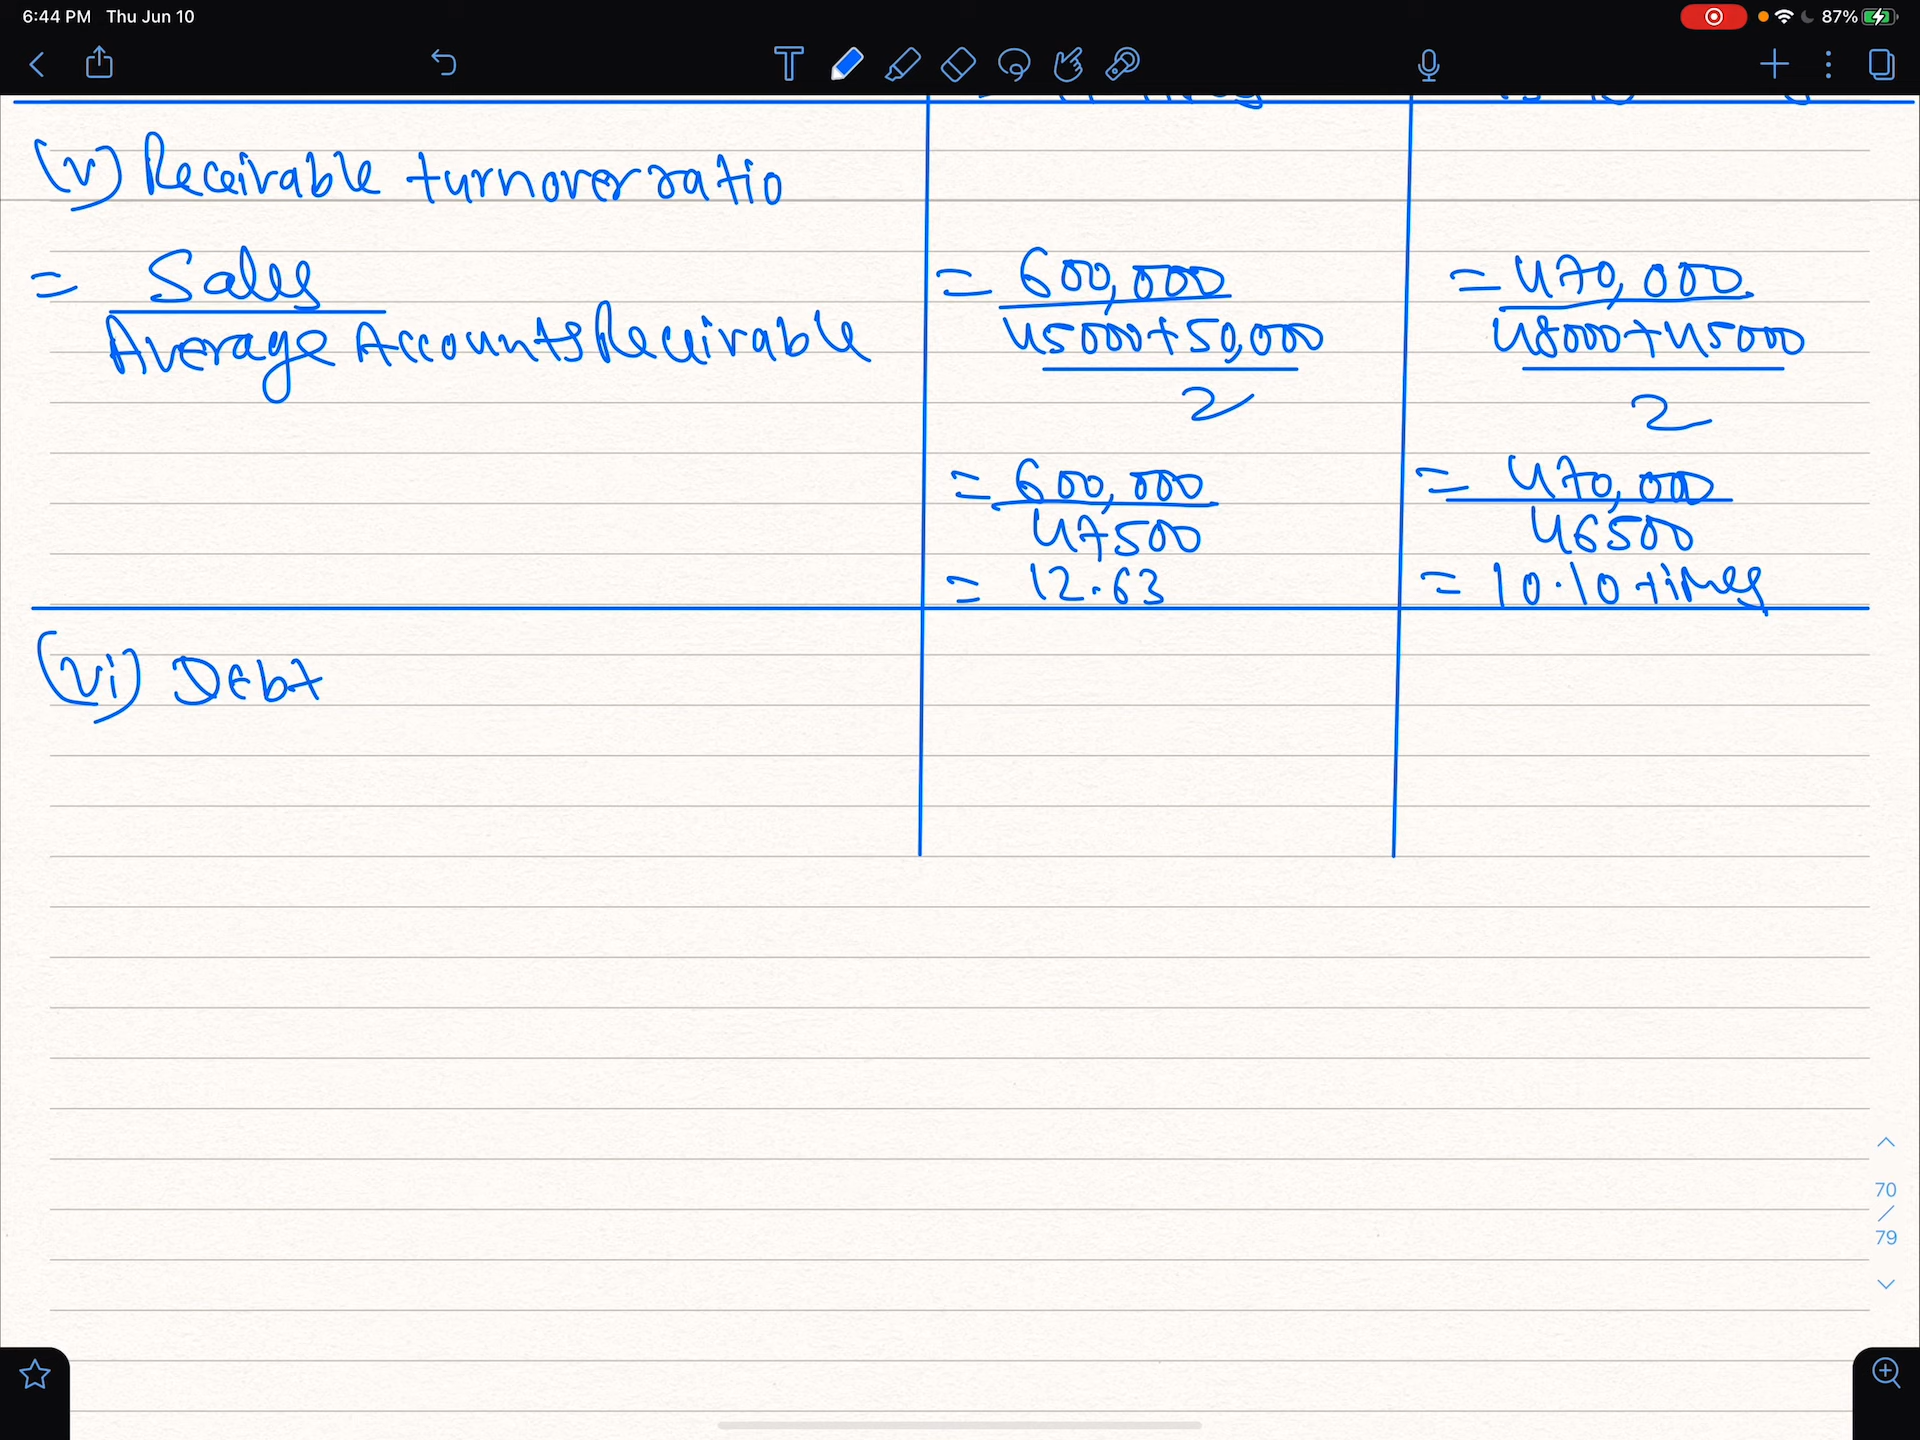 6:44 PM Thu Jun 10
87%
(v) Receivable turnover ratio
= Sales
Average Accounts Receivable
= 600,000
45000+50,000
2
= 600,000
47500
= 12.63
= 470,000
48000+45000
2
= 470,000
46500
= 10.10 times
(vi) Debt
70
/
79